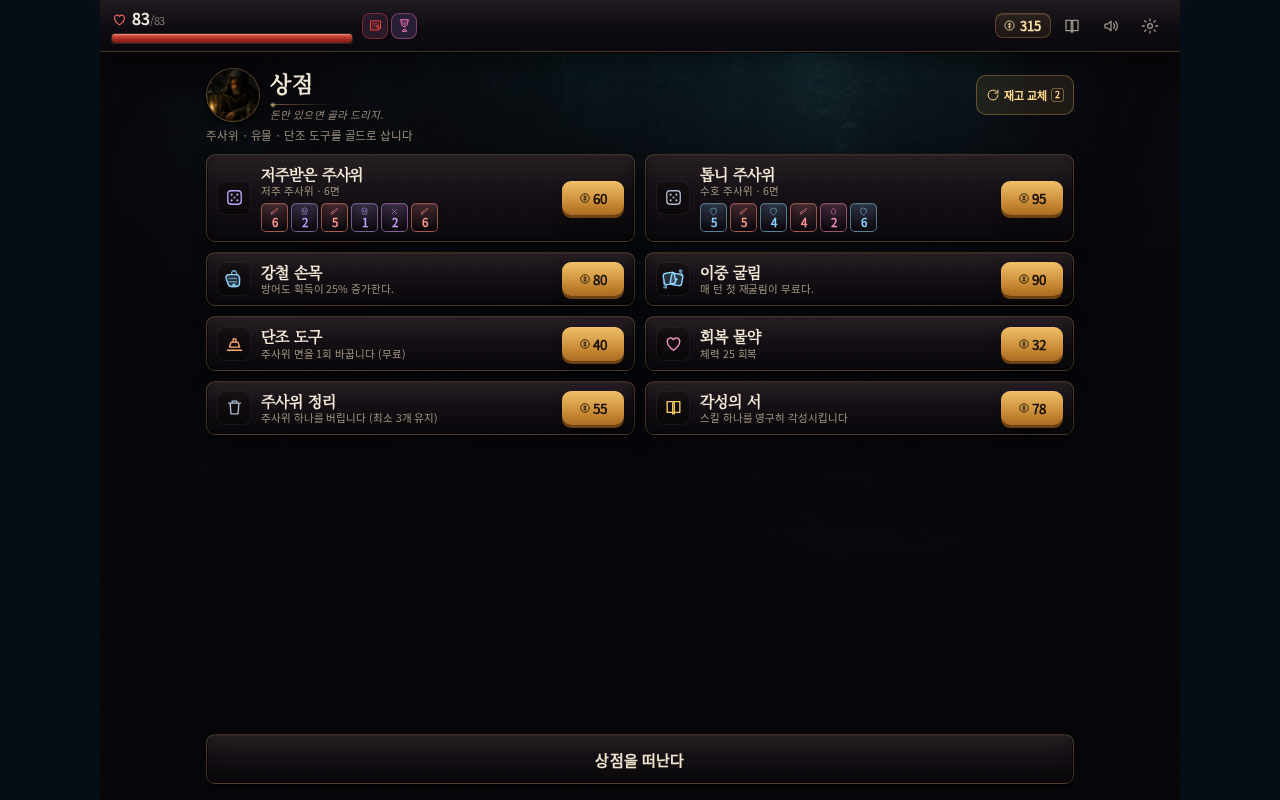 83/83
315
상점
돈만 있으면 골라 드리지.
재고 교체 2
주사위 · 유물 · 단조 도구를 골드로 삽니다
저주받은 주사위
저주 주사위 · 6면
6 2 5 1 2 6
60
톱니 주사위
수호 주사위 · 6면
5 5 4 4 2 6
95
강철 손목
방어도 획득이 25% 증가한다.
80
이중 굴림
매 턴 첫 재굴림이 무료다.
90
단조 도구
주사위 면을 1회 바꿉니다 (무료)
40
회복 물약
체력 25 회복
32
주사위 정리
주사위 하나를 버립니다 (최소 3개 유지)
55
각성의 서
스킬 하나를 영구히 각성시킵니다
78
상점을 떠난다